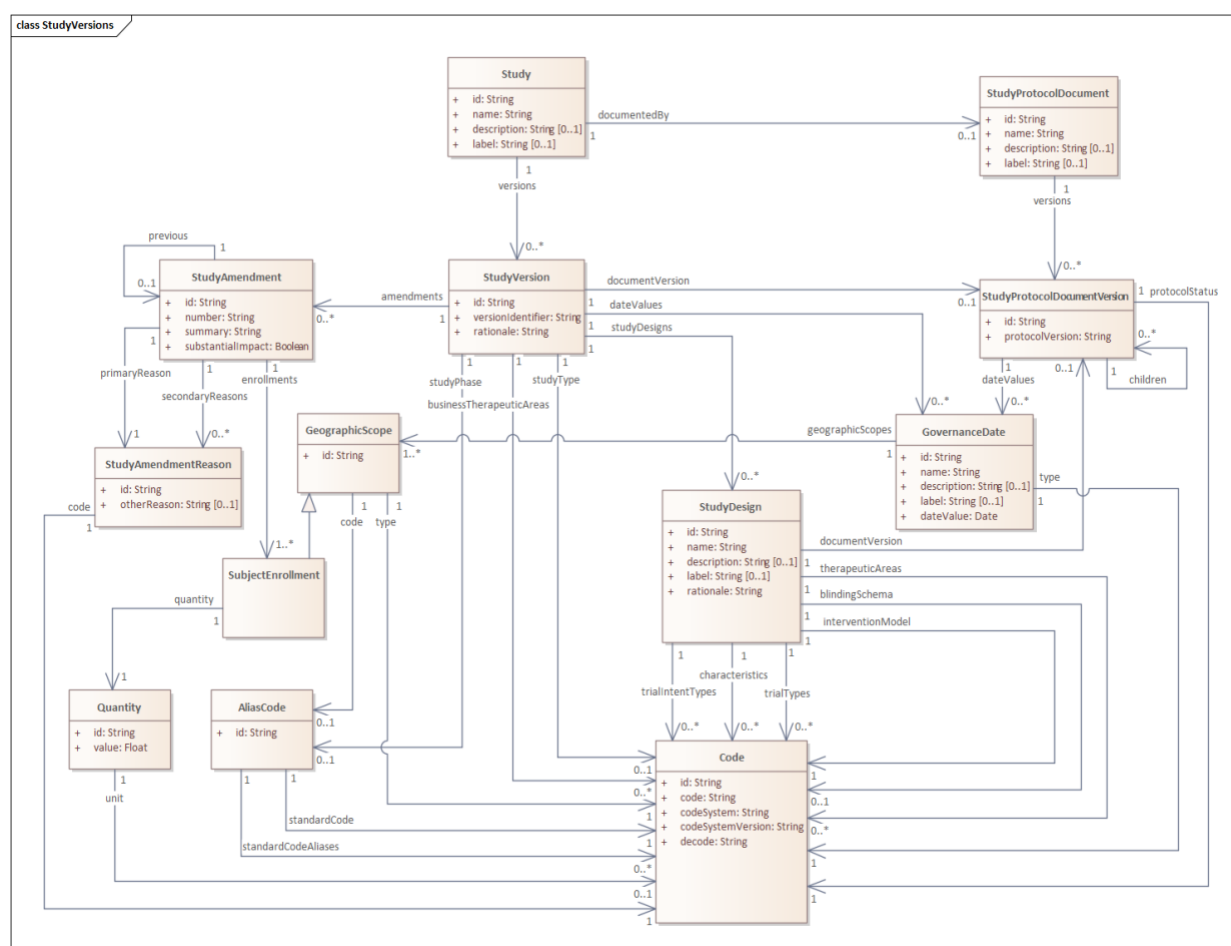 class StudyVersions
Study
+ id: String
+ name: String
+ description: String [0..1]
+ label: String [0..1]
StudyProtocolDocument
+ id: String
+ name: String
+ description: String [0..1]
+ label: String [0..1]
documentedBy
1
0..1
1
versions
0..*
1
versions
0..*
previous
1
0..1
StudyAmendment
+ id: String
+ number: String
+ summary: String
+ substantialImpact: Boolean
amendments
0..*
1
StudyVersion
+ id: String
+ versionIdentifier: String
+ rationale: String
documentVersion
1
0..1
dateValues
1
studyDesigns
1
StudyProtocolDocumentVersion
+ id: String
+ protocolVersion: String
1
protocolStatus
0..*
1
children
0..1
1
dateValues
0..*
0..*
1
primaryReason
1
1
secondaryReasons
0..*
1
enrollments
1..*
1
studyPhase
1
businessTherapeuticAreas
1
studyType
GeographicScope
+ id: String
geographicScopes
1..*
1
GovernanceDate
+ id: String
+ name: String
+ description: String [0..1]
+ label: String [0..1]
+ dateValue: Date
type
1
StudyAmendmentReason
+ id: String
+ otherReason: String [0..1]
code
1
1
code
1
type
0..*
StudyDesign
+ id: String
+ name: String
+ description: String [0..1]
+ label: String [0..1]
+ rationale: String
documentVersion
1
therapeuticAreas
1
blindingSchema
1
interventionModel
1
SubjectEnrollment
quantity
1
1
1
trialIntentTypes
0..*
1
characteristics
0..*
1
trialTypes
0..*
Quantity
+ id: String
+ value: Float
AliasCode
+ id: String
0..1
0..1
Code
+ id: String
+ code: String
+ codeSystem: String
+ codeSystemVersion: String
+ decode: String
0..1
0..*
1
1
0..*
0..1
1
1
0..1
0..*
1
1
1
unit
1
standardCodeAliases
1
standardCode